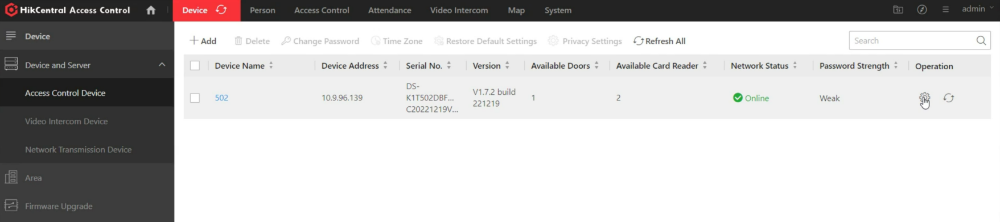 HikCentral Access Control Device Person Access Control Attendance Video Intercom Map System admin
Device
Device and Server
Access Control Device
Video Intercom Device
Network Transmission Device
Area
Firmware Upgrade
+ Add Delete Change Password Time Zone Restore Default Settings Privacy Settings Refresh All Search
Device Name Device Address Serial No. Version Available Doors Available Card Reader Network Status Password Strength Operation
502 10.9.96.139
DS-
K1T502DBF...
C20221219V...
V1.7.2 build
221219
1 2 Online Weak